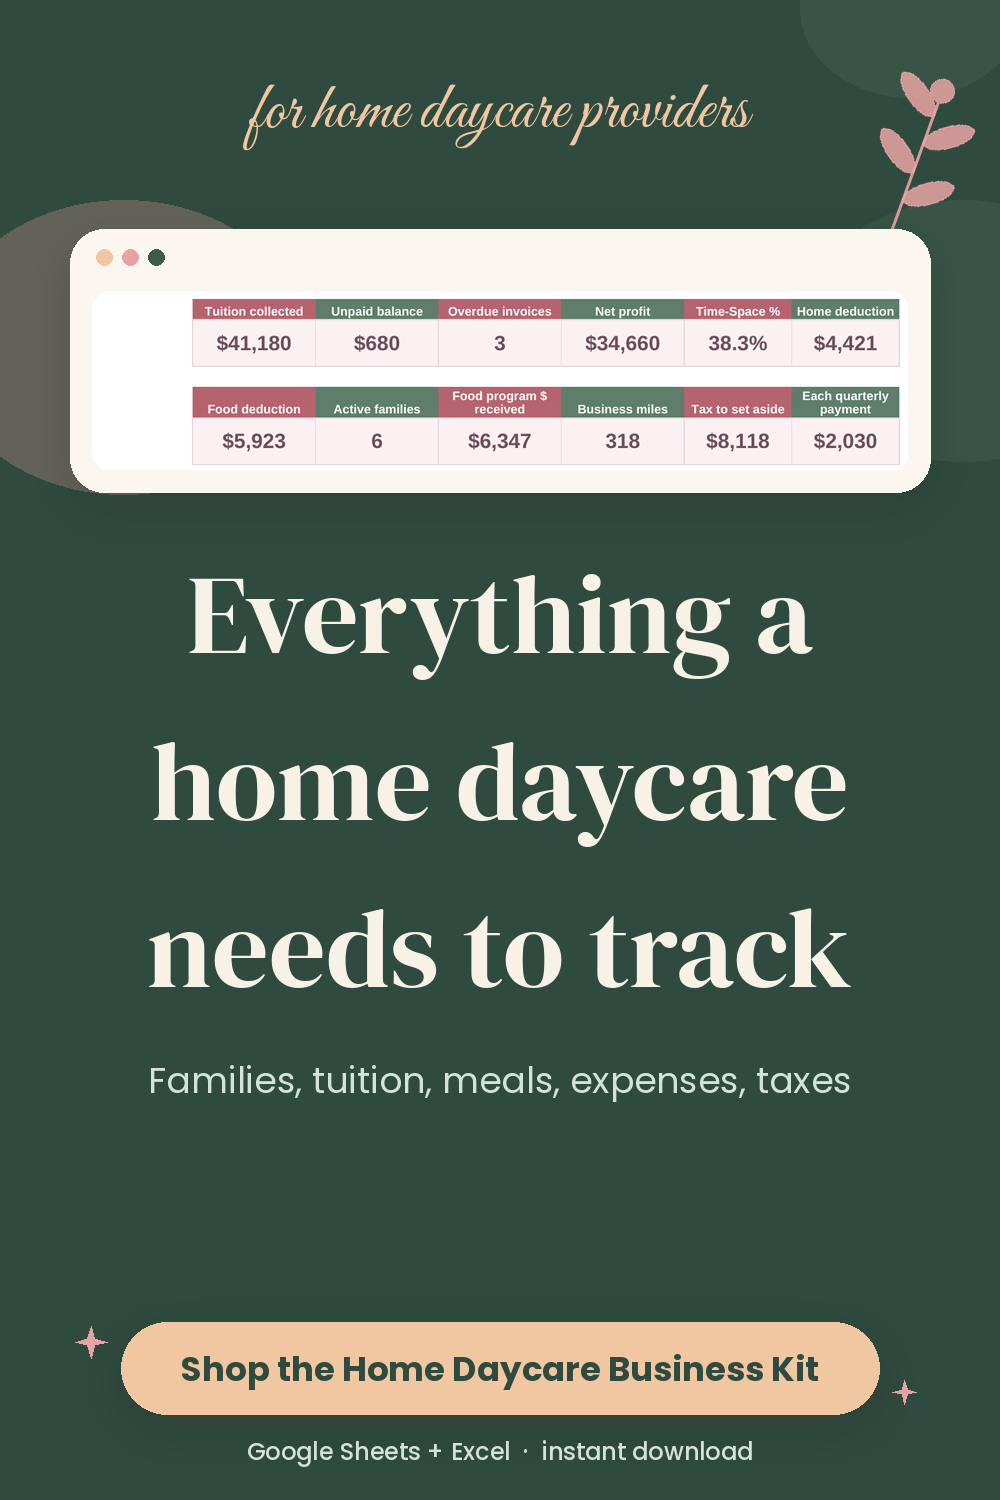 for home daycare providers
Tuition collected Unpaid balance Overdue invoices Net profit Time-Space % Home deduction
$41,180 $680 3 $34,660 38.3% $4,421
Food deduction Active families Food program $ received Business miles Tax to set aside Each quarterly payment
$5,923 6 $6,347 318 $8,118 $2,030
Everything a
home daycare
needs to track
Families, tuition, meals, expenses, taxes
Shop the Home Daycare Business Kit
Google Sheets + Excel · instant download